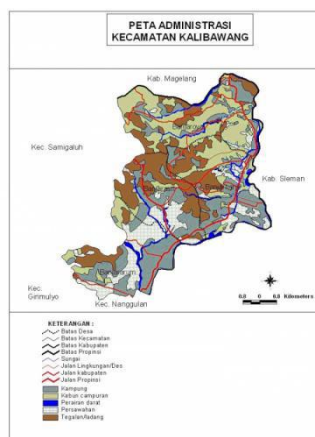 PETA ADMINISTRASI
KECAMATAN KALIBAWANG
Kab. Magelang
Kec. Samigaluh
Kab. Sleman
Kec.
Girimulyo
Kec. Nanggulan
Kilometers
KETERANGAN :
Batas Desa
Batas Kecamatan
Batas Kabupaten
Batas Propinsi
Sungai
Jalan Lingkungan/Des
Jalan kabupaten
Jalan Propinsi
Kampung
Kebun campuran
Perairan darat
Persawahan
Tegalan/ladang